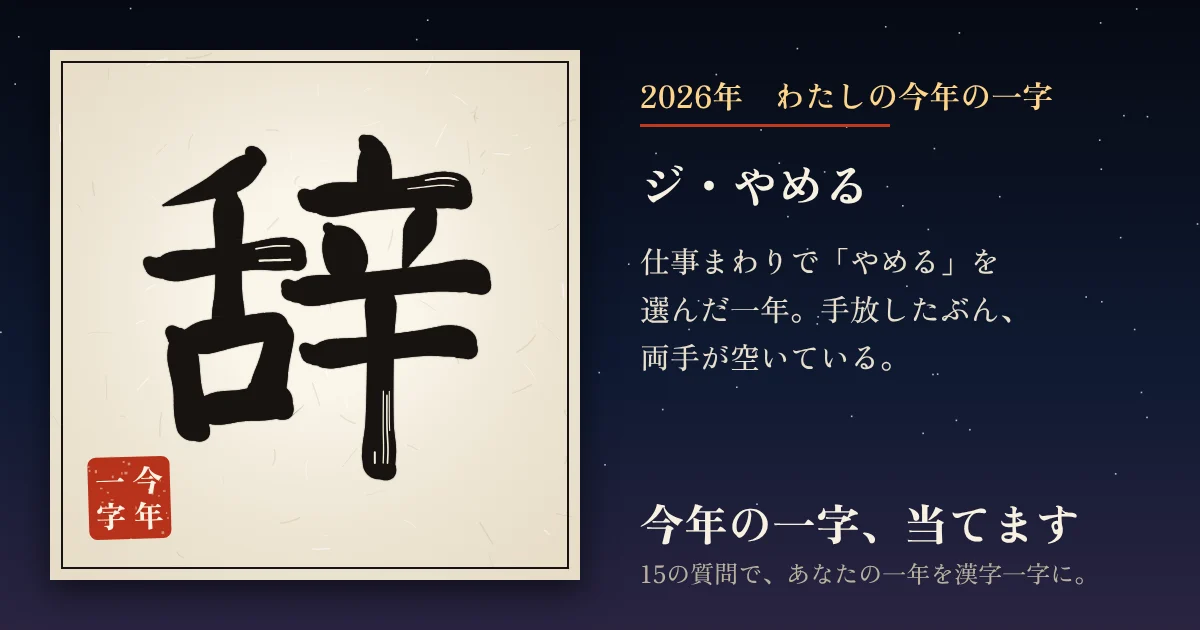 辞
今年
一字
2026年 わたしの今年の一字
ジ・やめる
仕事まわりで「やめる」を
選んだ一年。手放したぶん、
両手が空いている。
今年の一字、当てます
15の質問で、あなたの一年を漢字一字に。